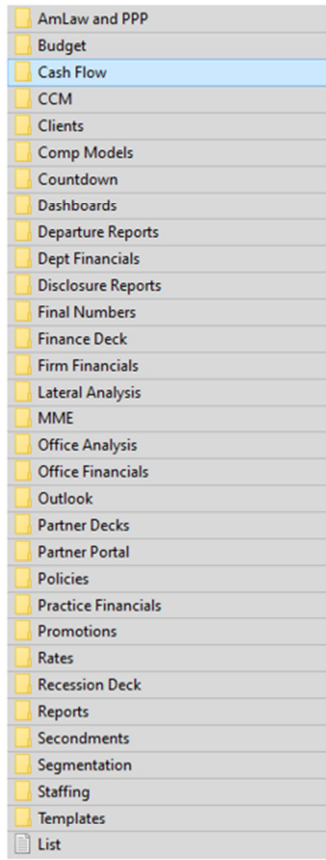 AmLaw and PPP
Budget
Cash Flow
CCM
Clients
Comp Models
Countdown
Dashboards
Departure Reports
Dept Financials
Disclosure Reports
Final Numbers
Finance Deck
Firm Financials
Lateral Analysis
MME
Office Analysis
Office Financials
Outlook
Partner Decks
Partner Portal
Policies
Practice Financials
Promotions
Rates
Recession Deck
Reports
Secondments
Segmentation
Staffing
Templates
List